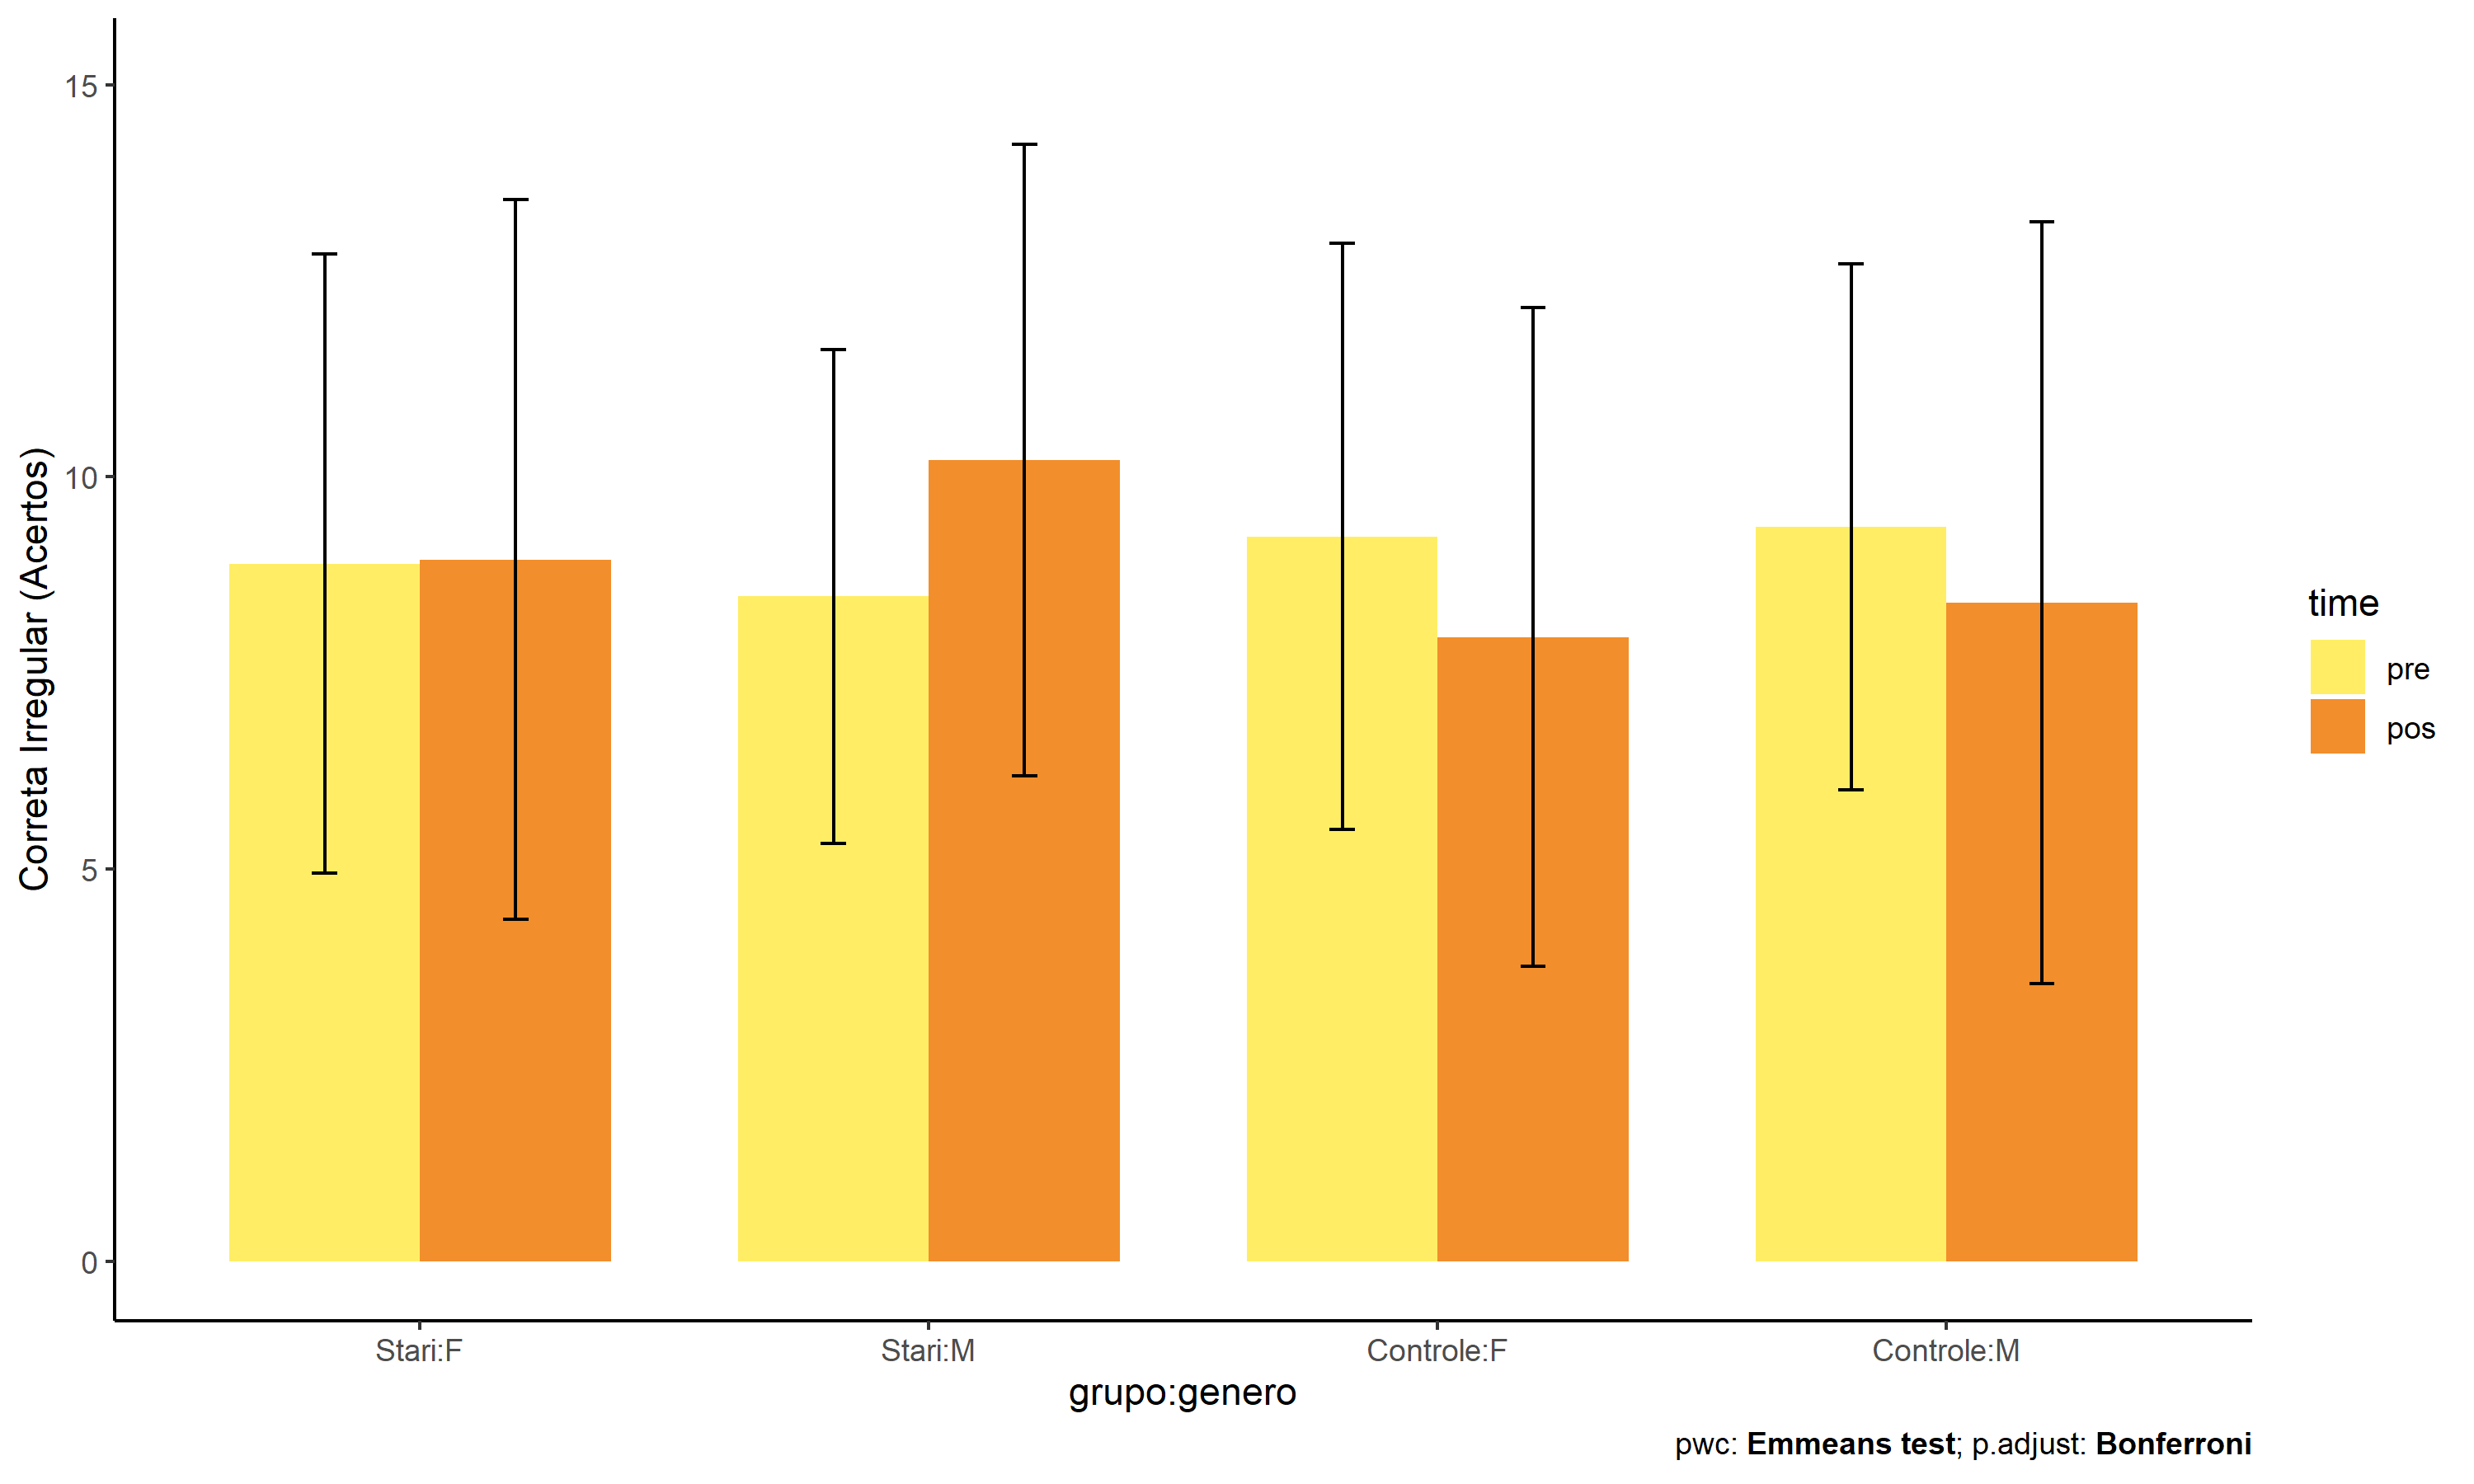 15
10
5
0
Correta Irregular (Acertos)
Stari:F
Stari:M
Controle:F
Controle:M
grupo:genero
time
pre
pos
pwc: Emmeans test; p.adjust: Bonferroni